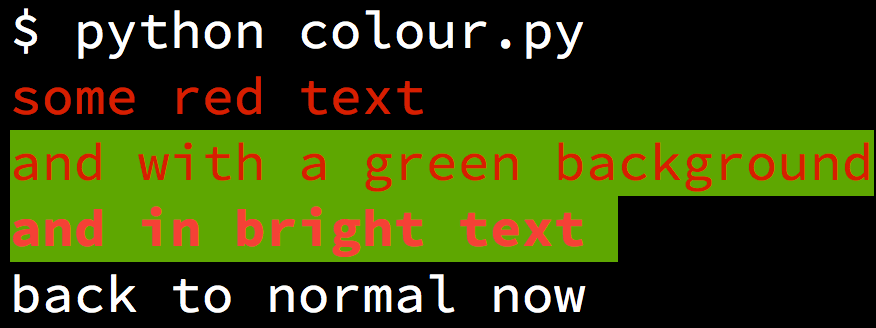 $ python colour.py
some red text
and with a green background
and in bright text
back to normal now